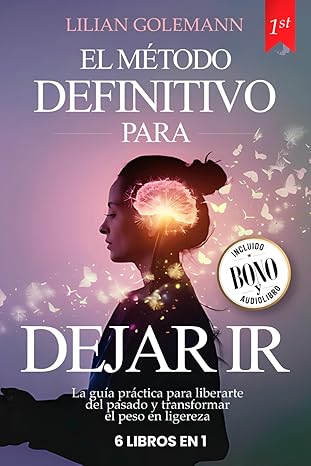 LILIAN GOLEMANN
1st
EL MÉTODO
DEFINITIVO
PARA
INCLUIDO
BONO
y
AUDIOLIBRO
DEJAR IR
La guía práctica para liberarte
del pasado y transformar
el peso en ligereza
6 LIBROS EN 1